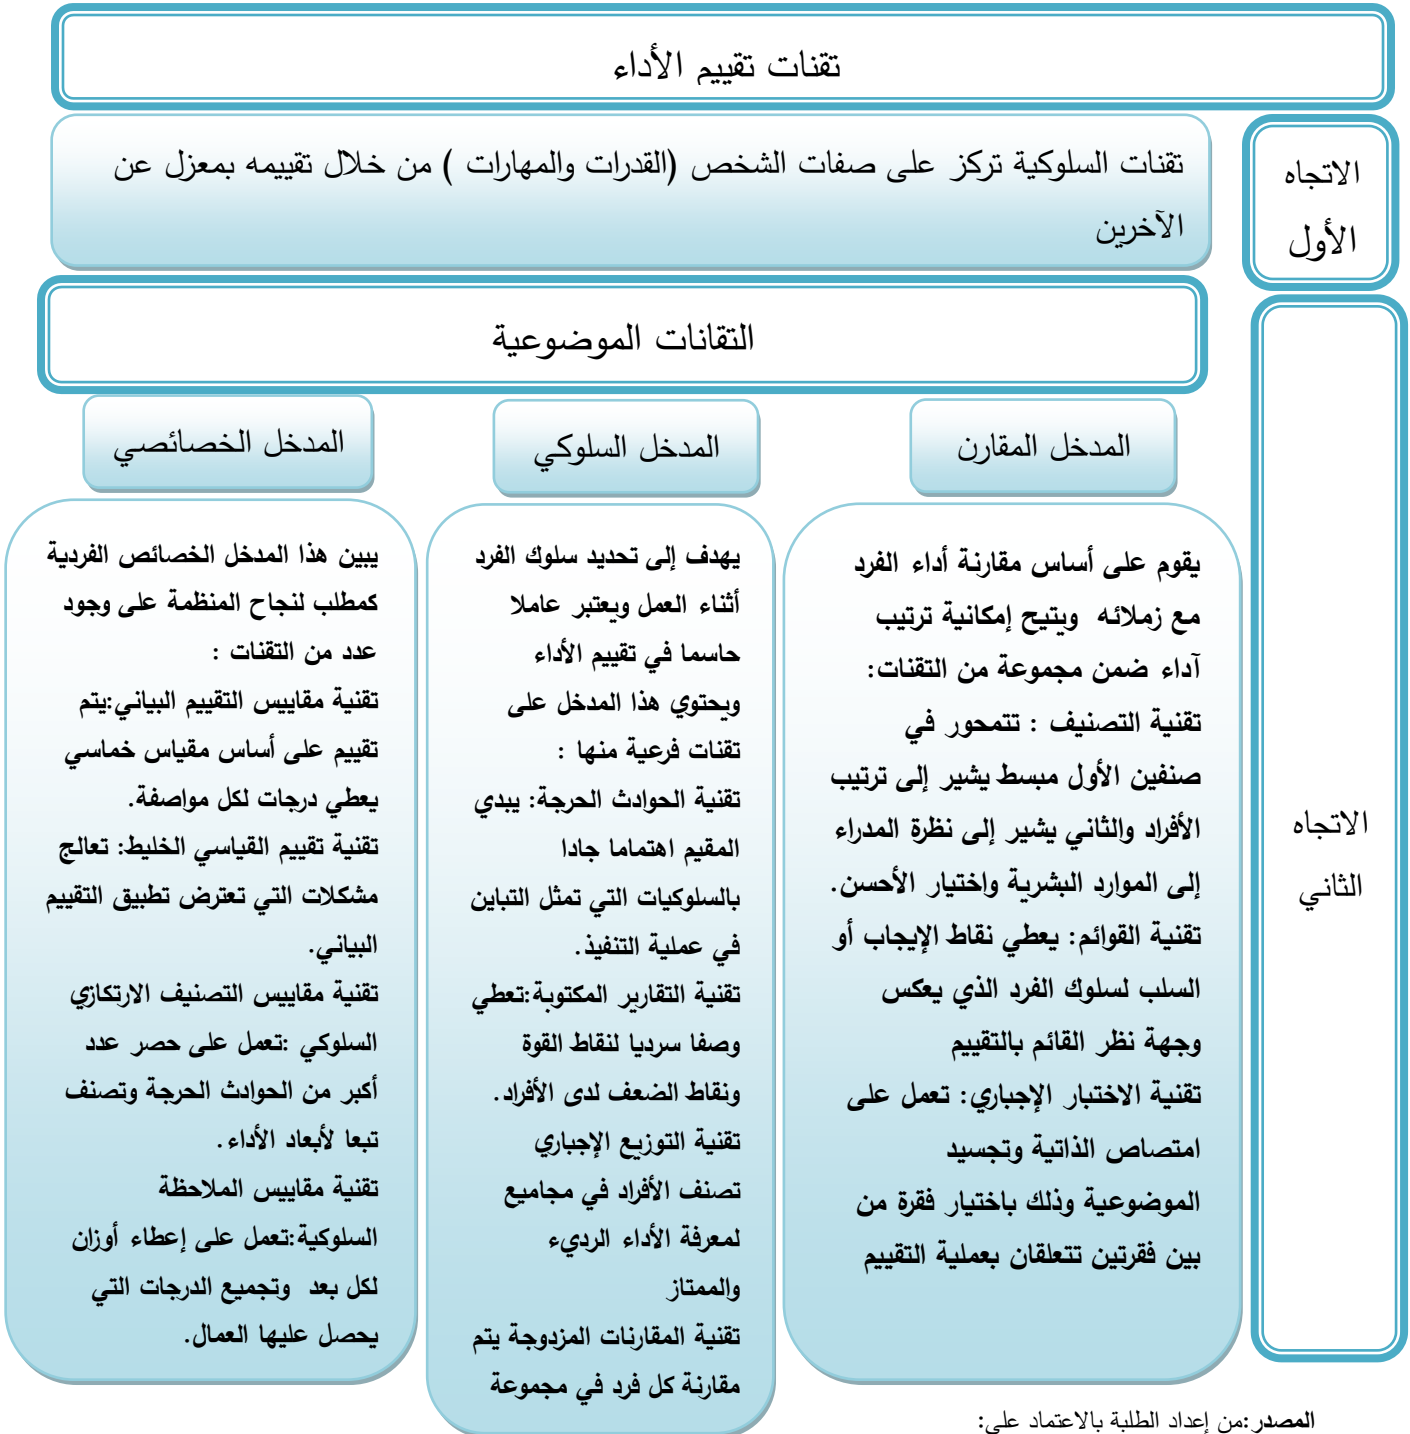 تقنات تقييم الأداء
الاتجاه
الأول
تقنات السلوكية تركز على صفات الشخص (القدرات والمهارات ) من خلال تقييمه بمعزل عن
الآخرين
الاتجاه
الثاني
التقانات الموضوعية
المدخل المقارن
يقوم على أساس مقارنة أداء الفرد
مع زملائه ويتيح إمكانية ترتيب
آداء ضمن مجموعة من التقنات:
تقنية التصنيف : تتمحور في
صنفين الأول مبسط يشير إلى ترتيب
الأفراد والثاني يشير إلى نظرة المدراء
إلى الموارد البشرية واختيار الأحسن.
تقنية القوائم: يعطي نقاط الإيجاب أو
السلب لسلوك الفرد الذي يعكس
وجهة نظر القائم بالتقييم
تقنية الاختبار الإجباري: تعمل على
امتصاص الذاتية وتجسيد
الموضوعية وذلك باختيار فقرة من
بين فقرتين تتعلقان بعملية التقييم
المدخل السلوكي
يهدف إلى تحديد سلوك الفرد
أثناء العمل ويعتبر عاملا
حاسما في تقييم الأداء
ويحتوي هذا المدخل على
تقنات فرعية منها :
تقنية الحوادث الحرجة: يبدي
المقيم اهتماما جادا
بالسلوكيات التي تمثل التباين
في عملية التنفيذ.
تقنية التقارير المكتوبة:تعطي
وصفا سرديا لنقاط القوة
ونقاط الضعف لدى الأفراد.
تقنية التوزيع الإجباري
تصنف الأفراد في مجاميع
لمعرفة الأداء الرديء
والممتاز
تقنية المقارنات المزدوجة يتم
مقارنة كل فرد في مجموعة
المدخل الخصائصي
يبين هذا المدخل الخصائص الفردية
كمطلب لنجاح المنظمة على وجود
عدد من التقنات :
تقنية مقاييس التقييم البياني:يتم
تقييم على أساس مقياس خماسي
يعطي درجات لكل مواصفة.
تقنية تقييم القياسي الخليط: تعالج
مشكلات التي تعترض تطبيق التقييم
البياني.
تقنية مقاييس التصنيف الارتكازي
السلوكي :تعمل على حصر عدد
أكبر من الحوادث الحرجة وتصنف
تبعا لأبعاد الأداء.
تقنية مقاييس الملاحظة
السلوكية:تعمل على إعطاء أوزان
لكل بعد وتجميع الدرجات التي
يحصل عليها العمال.
المصدر:من إعداد الطلبة بالاعتماد على: